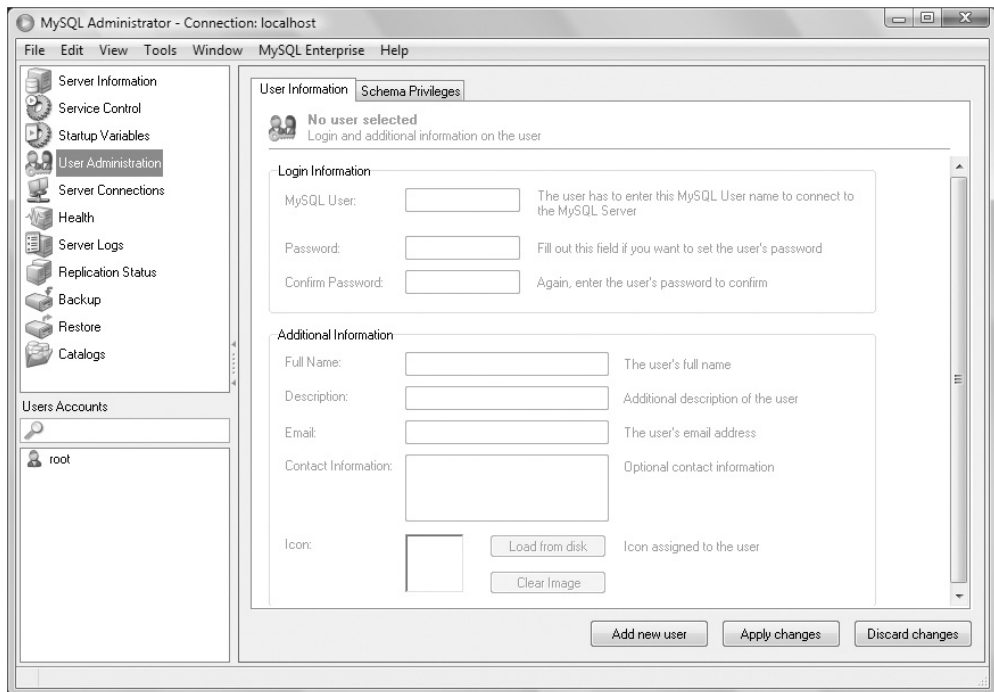 MySQL Administrator - Connection: localhost
File Edit View Tools Window MySQL Enterprise Help
Server Information
Service Control
Startup Variables
User Administration
Server Connections
Health
Server Logs
Replication Status
Backup
Restore
Catalogs
Users Accounts
root
User Information Schema Privileges
No user selected
Login and additional information on the user
Login Information
MySQL User: The user has to enter this MySQL User name to connect to
the MySQL Server
Password: Fill out this field if you want to set the user's password
Confirm Password: Again, enter the user's password to confirm
Additional Information
Full Name: The user's full name
Description: Additional description of the user
Email: The user's email address
Contact Information: Optional contact information
Icon: Load from disk Icon assigned to the user
Clear Image
Add new user Apply changes Discard changes